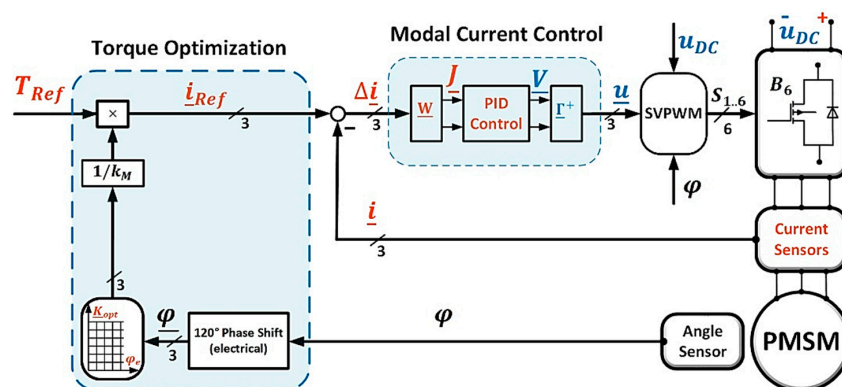 Torque Optimization
Modal Current Control
u_DC
- u_DC +
T_Ref
i_Ref
Δi
J
V
u
S_1..6
B_6
×
3
-
3
W
PID
Control
Γ⁺
3
SVPWM
6
1/k_M
φ
i
3
Current
Sensors
3
K_opt
φ_e
φ
3
120° Phase Shift
(electrical)
φ
Angle
Sensor
PMSM